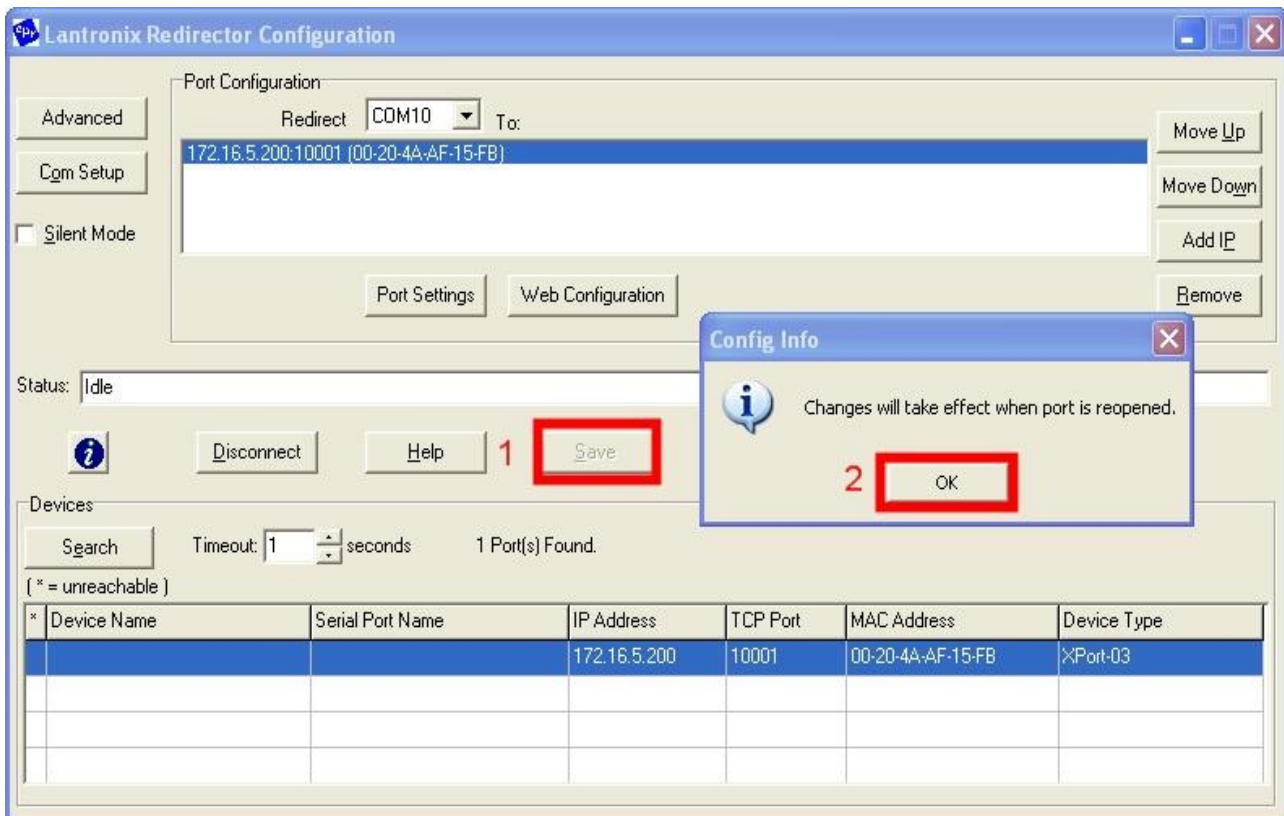 Lantronix Redirector Configuration
Port Configuration
Advanced
Redirect COM10 To:
Move Up
172.16.5.200:10001 (00-20-4A-AF-15-FB)
Com Setup
Move Down
Silent Mode
Add IP
Port Settings Web Configuration Remove
Config Info
Status: Idle
Changes will take effect when port is reopened.
Disconnect Help 1 Save
2 OK
Devices
Search Timeout: 1 seconds 1 Port(s) Found.
( * = unreachable )
* Device Name Serial Port Name IP Address TCP Port MAC Address Device Type
172.16.5.200 10001 00-20-4A-AF-15-FB XPort-03